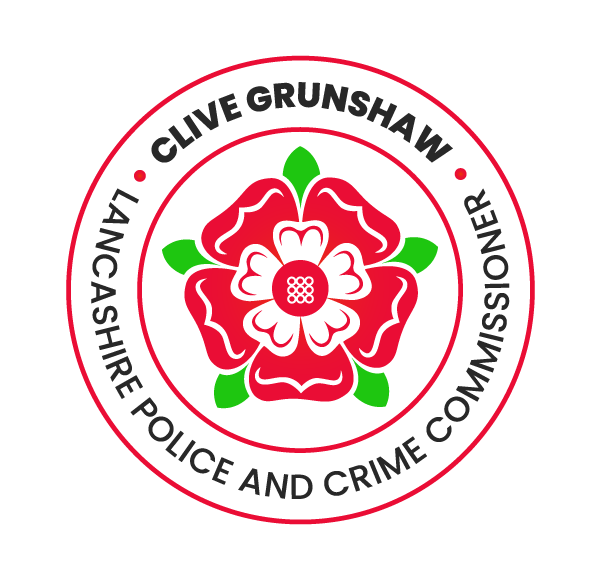 CLIVE GRUNSHAW
LANCASHIRE POLICE AND CRIME COMMISSIONER